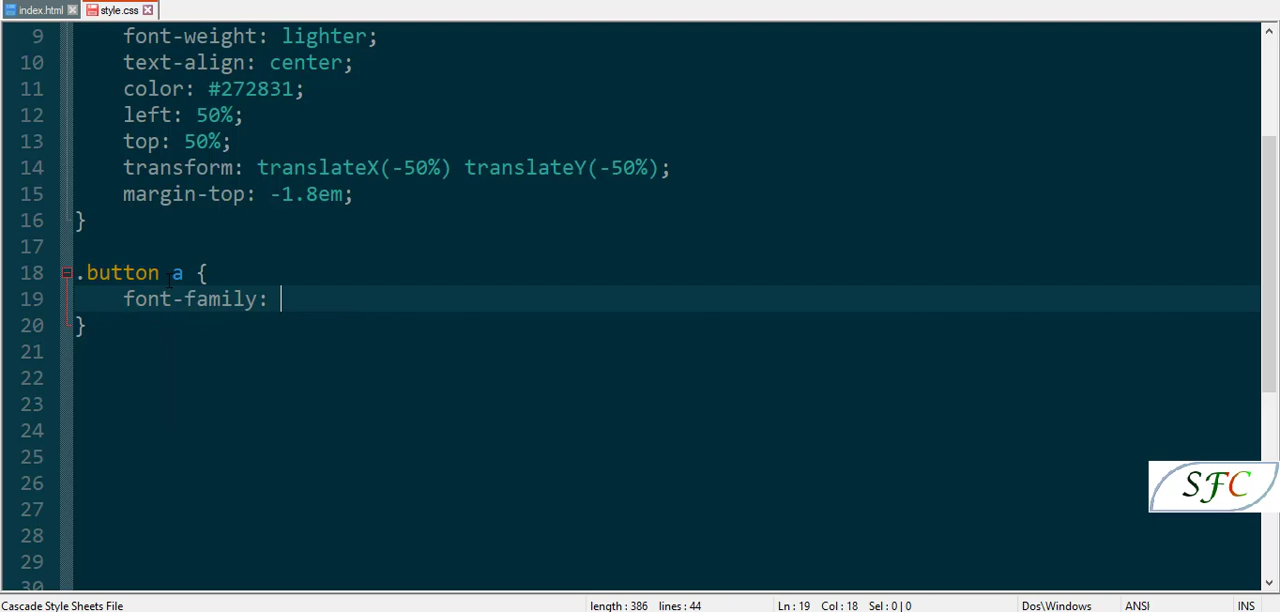 index.html style.css
9 font-weight: lighter;
10 text-align: center;
11 color: #272831;
12 left: 50%;
13 top: 50%;
14 transform: translateX(-50%) translateY(-50%);
15 margin-top: -1.8em;
16 }
17
18 .button a {
19 font-family:
20 }
21
22
23
24
25
26
27
28
29
30
SFC
Cascade Style Sheets File length : 386 lines : 44 Ln : 19 Col : 18 Sel : 0 | 0 Dos\Windows ANSI INS